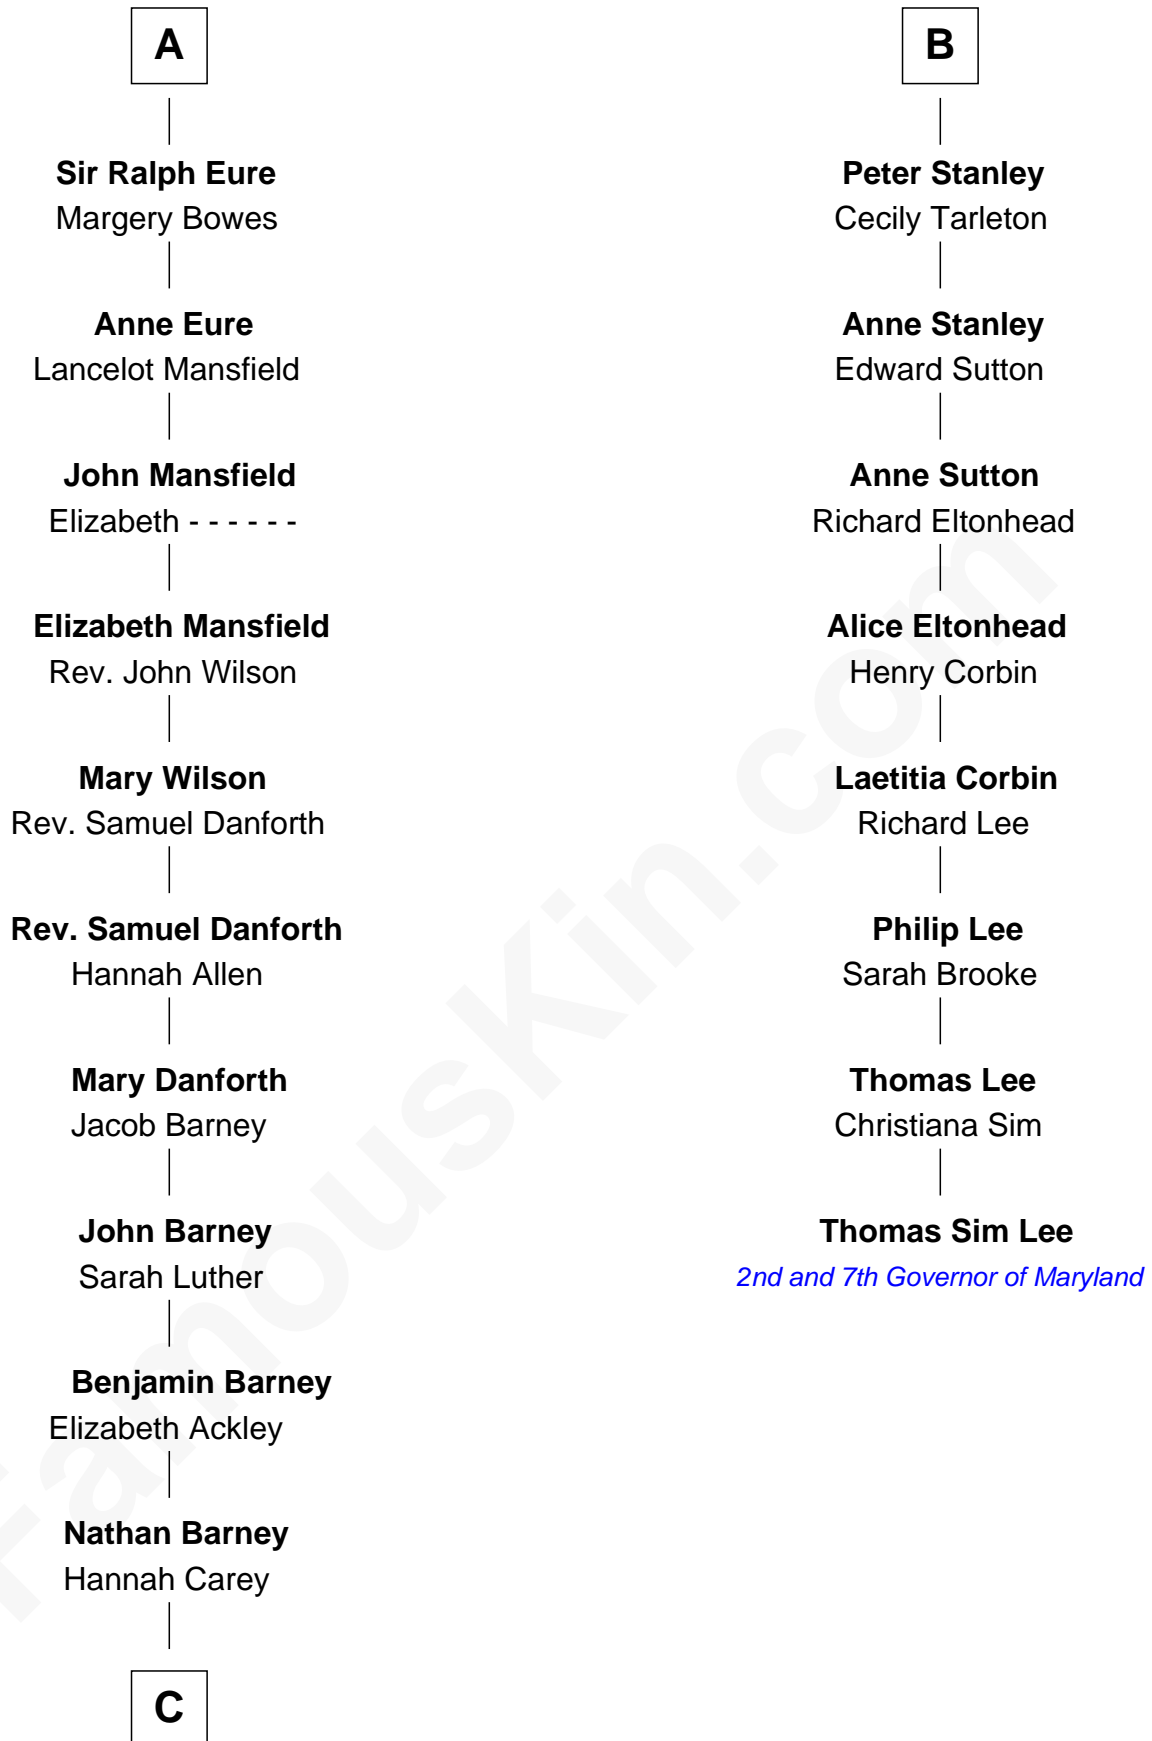 A
Sir Ralph Eure
Margery Bowes
Anne Eure
Lancelot Mansfield
John Mansfield
Elizabeth - - - - - -
Elizabeth Mansfield
Rev. John Wilson
Mary Wilson
Rev. Samuel Danforth
Rev. Samuel Danforth
Hannah Allen
Mary Danforth
Jacob Barney
John Barney
Sarah Luther
Benjamin Barney
Elizabeth Ackley
Nathan Barney
Hannah Carey
C
B
Peter Stanley
Cecily Tarleton
Anne Stanley
Edward Sutton
Anne Sutton
Richard Eltonhead
Alice Eltonhead
Henry Corbin
Laetitia Corbin
Richard Lee
Philip Lee
Sarah Brooke
Thomas Lee
Christiana Sim
Thomas Sim Lee
2nd and 7th Governor of Maryland
FamousKin.com